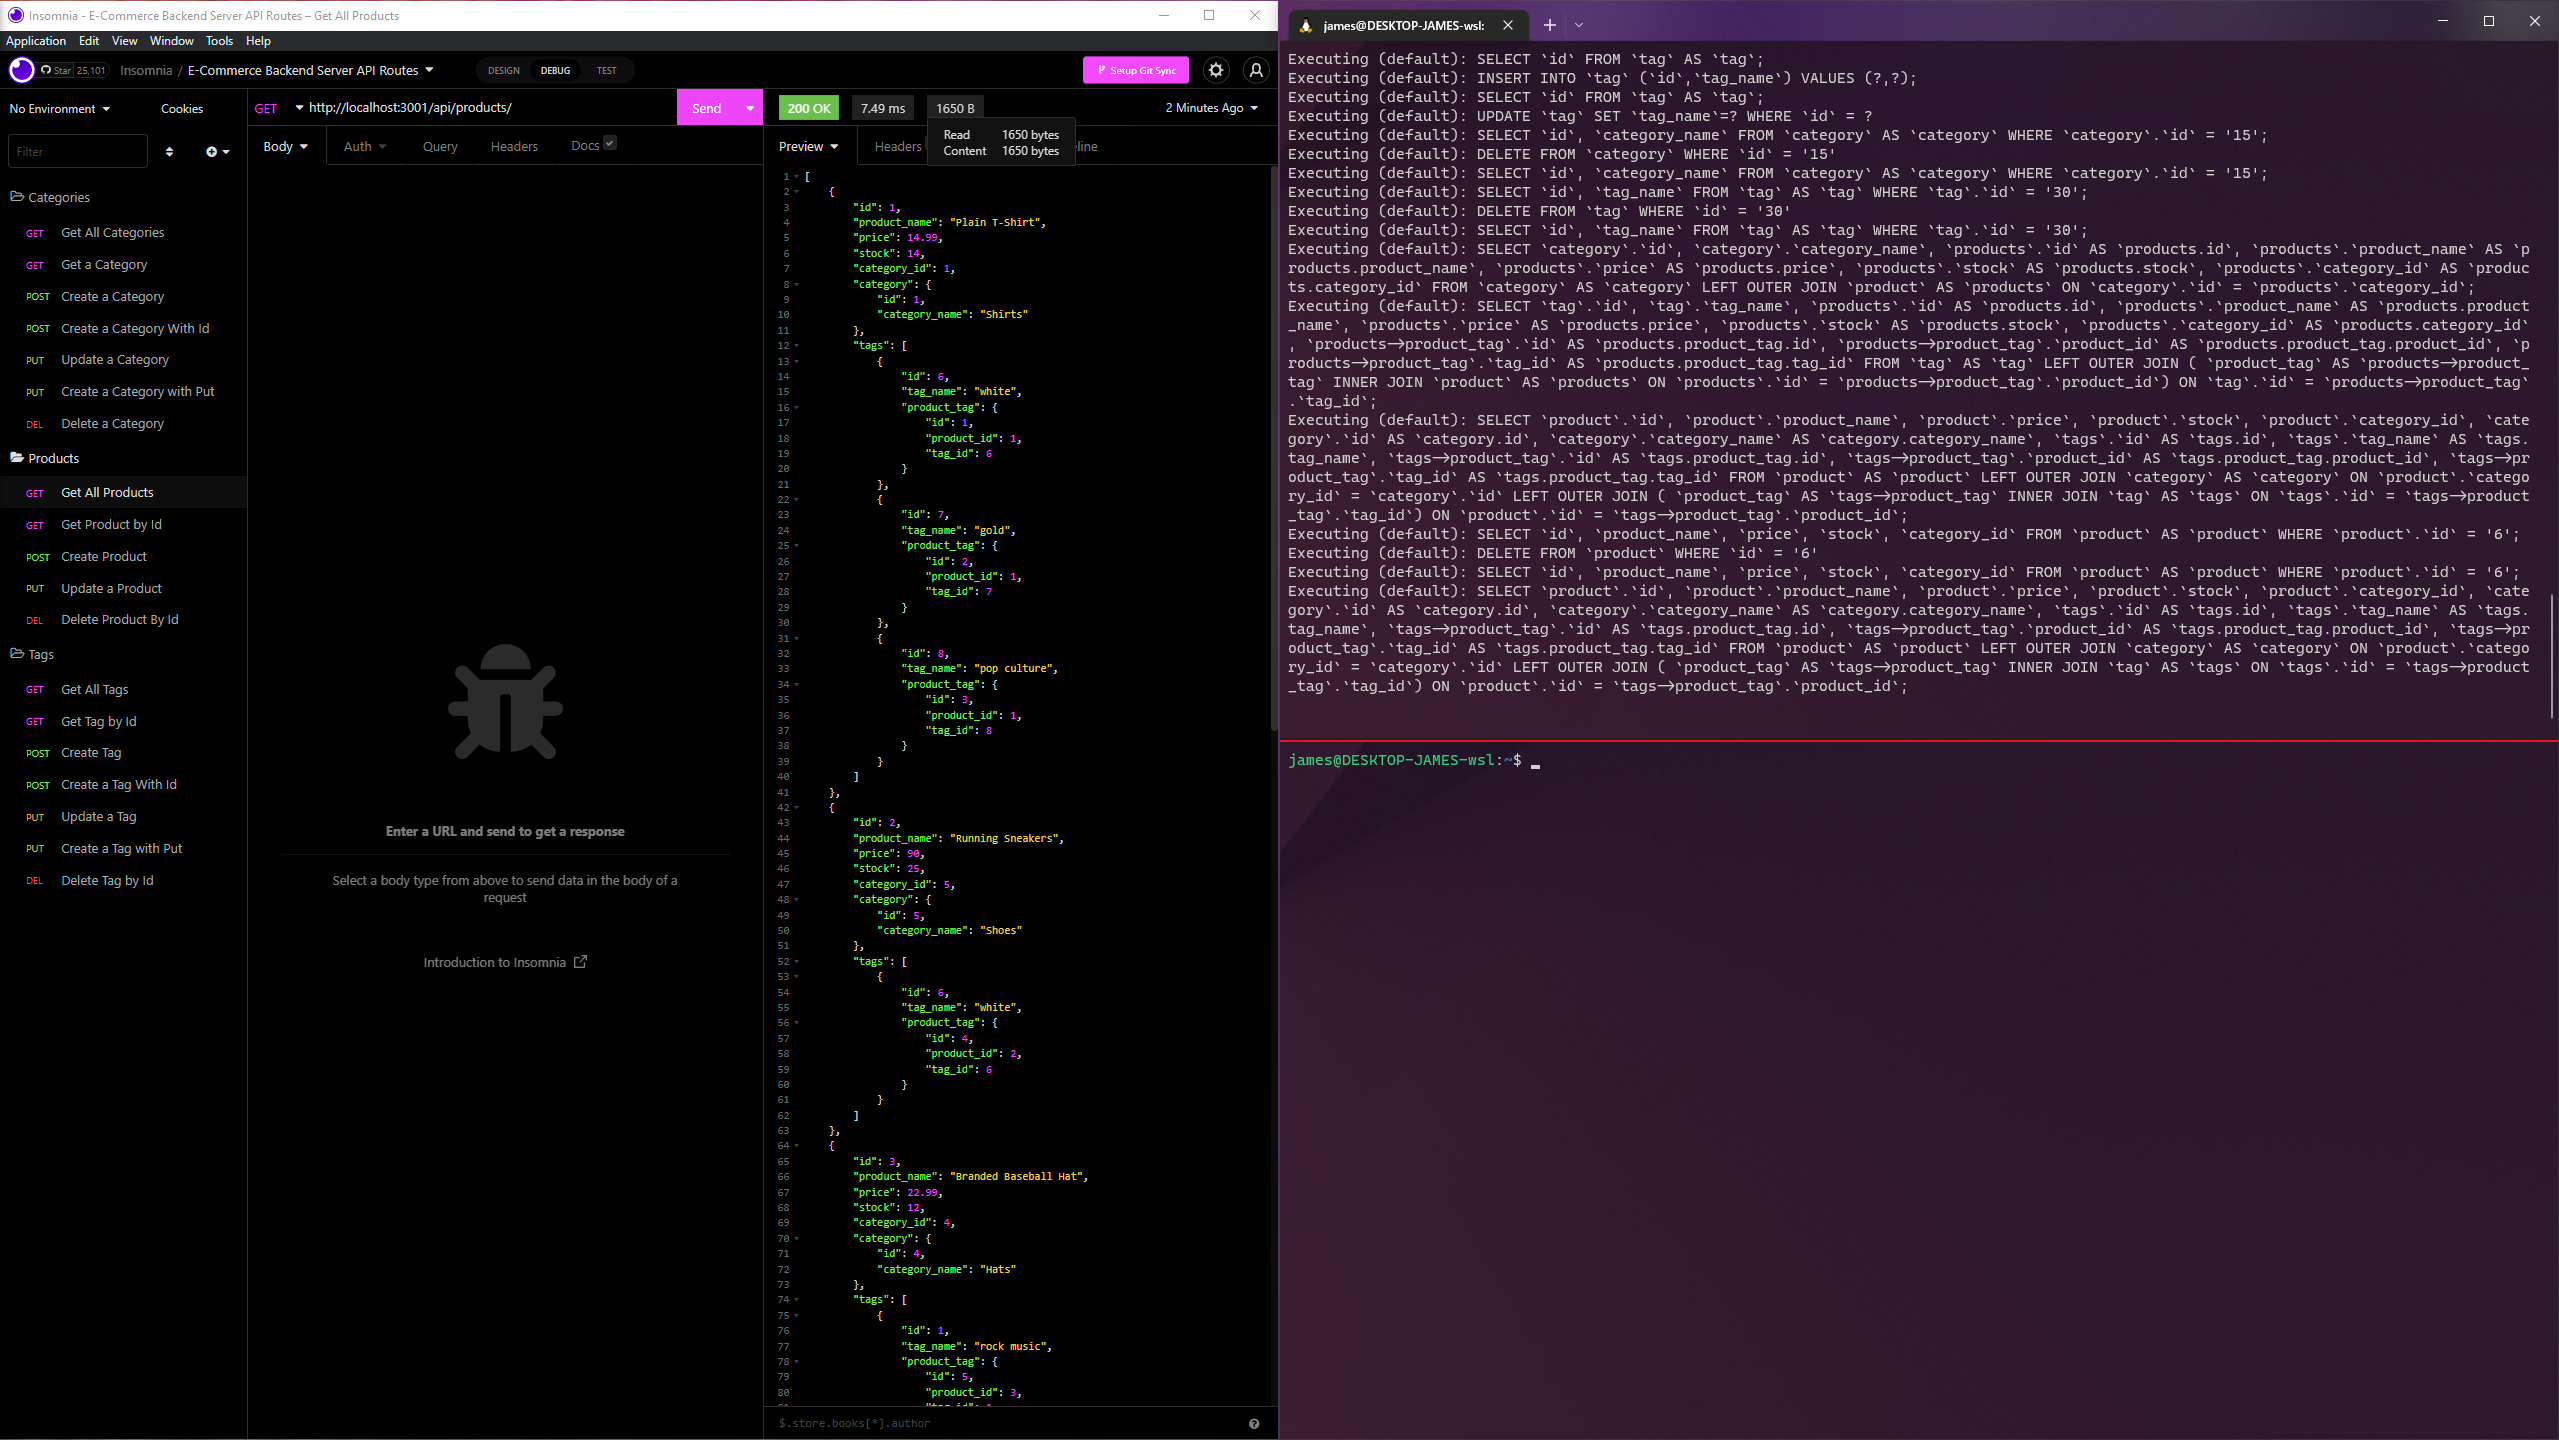 Insomnia - E-Commerce Backend Server API Routes – Get All Products
Application Edit View Window Tools Help
Star 25,101 Insomnia / E-Commerce Backend Server API Routes
DESIGN DEBUG TEST
Setup Git Sync
No Environment Cookies
Filter
Categories
GET Get All Categories
GET Get a Category
POST Create a Category
POST Create a Category With Id
PUT Update a Category
PUT Create a Category with Put
DEL Delete a Category
Products
GET Get All Products
GET Get Product by Id
POST Create Product
PUT Update a Product
DEL Delete Product By Id
Tags
GET Get All Tags
GET Get Tag by Id
POST Create Tag
POST Create a Tag With Id
PUT Update a Tag
PUT Create a Tag with Put
DEL Delete Tag by Id
GET http://localhost:3001/api/products/ Send
Body Auth Query Headers Docs
Enter a URL and send to get a response
Select a body type from above to send data in the body of a
request
Introduction to Insomnia
200 OK 7.49 ms 1650 B 2 Minutes Ago
Read 1650 bytes
Content 1650 bytes
Preview Headers eline
1 [
2 {
3 "id": 1,
4 "product_name": "Plain T-Shirt",
5 "price": 14.99,
6 "stock": 14,
7 "category_id": 1,
8 "category": {
9 "id": 1,
10 "category_name": "Shirts"
11 },
12 "tags": [
13 {
14 "id": 6,
15 "tag_name": "white",
16 "product_tag": {
17 "id": 1,
18 "product_id": 1,
19 "tag_id": 6
20 }
21 },
22 {
23 "id": 7,
24 "tag_name": "gold",
25 "product_tag": {
26 "id": 2,
27 "product_id": 1,
28 "tag_id": 7
29 }
30 },
31 {
32 "id": 8,
33 "tag_name": "pop culture",
34 "product_tag": {
35 "id": 3,
36 "product_id": 1,
37 "tag_id": 8
38 }
39 }
40 ]
41 },
42 {
43 "id": 2,
44 "product_name": "Running Sneakers",
45 "price": 90,
46 "stock": 25,
47 "category_id": 5,
48 "category": {
49 "id": 5,
50 "category_name": "Shoes"
51 },
52 "tags": [
53 {
54 "id": 6,
55 "tag_name": "white",
56 "product_tag": {
57 "id": 4,
58 "product_id": 2,
59 "tag_id": 6
60 }
61 }
62 ]
63 },
64 {
65 "id": 3,
66 "product_name": "Branded Baseball Hat",
67 "price": 22.99,
68 "stock": 12,
69 "category_id": 4,
70 "category": {
71 "id": 4,
72 "category_name": "Hats"
73 },
74 "tags": [
75 {
76 "id": 1,
77 "tag_name": "rock music",
78 "product_tag": {
79 "id": 5,
80 "product_id": 3,
$.store.books[*].author
james@DESKTOP-JAMES-wsl:
Executing (default): SELECT `id` FROM `tag` AS `tag`;
Executing (default): INSERT INTO `tag` (`id`,`tag_name`) VALUES (?,?);
Executing (default): SELECT `id` FROM `tag` AS `tag`;
Executing (default): UPDATE `tag` SET `tag_name`=? WHERE `id` = ?
Executing (default): SELECT `id`, `category_name` FROM `category` AS `category` WHERE `category`.`id` = '15';
Executing (default): DELETE FROM `category` WHERE `id` = '15'
Executing (default): SELECT `id`, `category_name` FROM `category` AS `category` WHERE `category`.`id` = '15';
Executing (default): SELECT `id`, `tag_name` FROM `tag` AS `tag` WHERE `tag`.`id` = '30';
Executing (default): DELETE FROM `tag` WHERE `id` = '30'
Executing (default): SELECT `id`, `tag_name` FROM `tag` AS `tag` WHERE `tag`.`id` = '30';
Executing (default): SELECT `category`.`id`, `category`.`category_name`, `products`.`id` AS `products.id`, `products`.`product_name` AS `p
roducts.product_name`, `products`.`price` AS `products.price`, `products`.`stock` AS `products.stock`, `products`.`category_id` AS `produc
ts.category_id` FROM `category` AS `category` LEFT OUTER JOIN `product` AS `products` ON `category`.`id` = `products`.`category_id`;
Executing (default): SELECT `tag`.`id`, `tag`.`tag_name`, `products`.`id` AS `products.id`, `products`.`product_name` AS `products.product
_name`, `products`.`price` AS `products.price`, `products`.`stock` AS `products.stock`, `products`.`category_id` AS `products.category_id`
, `products->product_tag`.`id` AS `products.product_tag.id`, `products->product_tag`.`product_id` AS `products.product_tag.product_id`, `p
roducts->product_tag`.`tag_id` AS `products.product_tag.tag_id` FROM `tag` AS `tag` LEFT OUTER JOIN ( `product_tag` AS `products->product_
tag` INNER JOIN `product` AS `products` ON `products`.`id` = `products->product_tag`.`product_id`) ON `tag`.`id` = `products->product_tag`
.`tag_id`;
Executing (default): SELECT `product`.`id`, `product`.`product_name`, `product`.`price`, `product`.`stock`, `product`.`category_id`, `cate
gory`.`id` AS `category.id`, `category`.`category_name` AS `category.category_name`, `tags`.`id` AS `tags.id`, `tags`.`tag_name` AS `tags.
tag_name`, `tags->product_tag`.`id` AS `tags.product_tag.id`, `tags->product_tag`.`product_id` AS `tags.product_tag.product_id`, `tags->pr
oduct_tag`.`tag_id` AS `tags.product_tag.tag_id` FROM `product` AS `product` LEFT OUTER JOIN `category` AS `category` ON `product`.`catego
ry_id` = `category`.`id` LEFT OUTER JOIN ( `product_tag` AS `tags->product_tag` INNER JOIN `tag` AS `tags` ON `tags`.`id` = `tags->product
_tag`.`tag_id`) ON `product`.`id` = `tags->product_tag`.`product_id`;
Executing (default): SELECT `id`, `product_name`, `price`, `stock`, `category_id` FROM `product` AS `product` WHERE `product`.`id` = '6';
Executing (default): DELETE FROM `product` WHERE `id` = '6'
Executing (default): SELECT `id`, `product_name`, `price`, `stock`, `category_id` FROM `product` AS `product` WHERE `product`.`id` = '6';
Executing (default): SELECT `product`.`id`, `product`.`product_name`, `product`.`price`, `product`.`stock`, `product`.`category_id`, `cate
gory`.`id` AS `category.id`, `category`.`category_name` AS `category.category_name`, `tags`.`id` AS `tags.id`, `tags`.`tag_name` AS `tags.
tag_name`, `tags->product_tag`.`id` AS `tags.product_tag.id`, `tags->product_tag`.`product_id` AS `tags.product_tag.product_id`, `tags->pr
oduct_tag`.`tag_id` AS `tags.product_tag.tag_id` FROM `product` AS `product` LEFT OUTER JOIN `category` AS `category` ON `product`.`catego
ry_id` = `category`.`id` LEFT OUTER JOIN ( `product_tag` AS `tags->product_tag` INNER JOIN `tag` AS `tags` ON `tags`.`id` = `tags->product
_tag`.`tag_id`) ON `product`.`id` = `tags->product_tag`.`product_id`;
james@DESKTOP-JAMES-wsl:~$